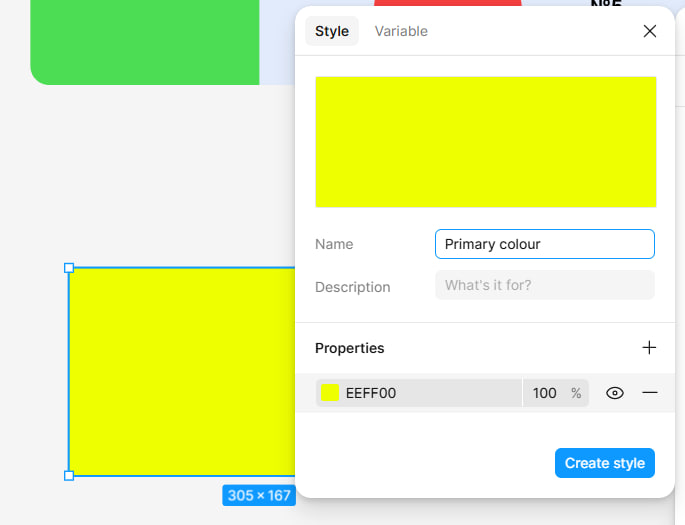 Style Variable
Name Primary colour
Description What's it for?
Properties
EEFF00 100 %
Create style
305 × 167